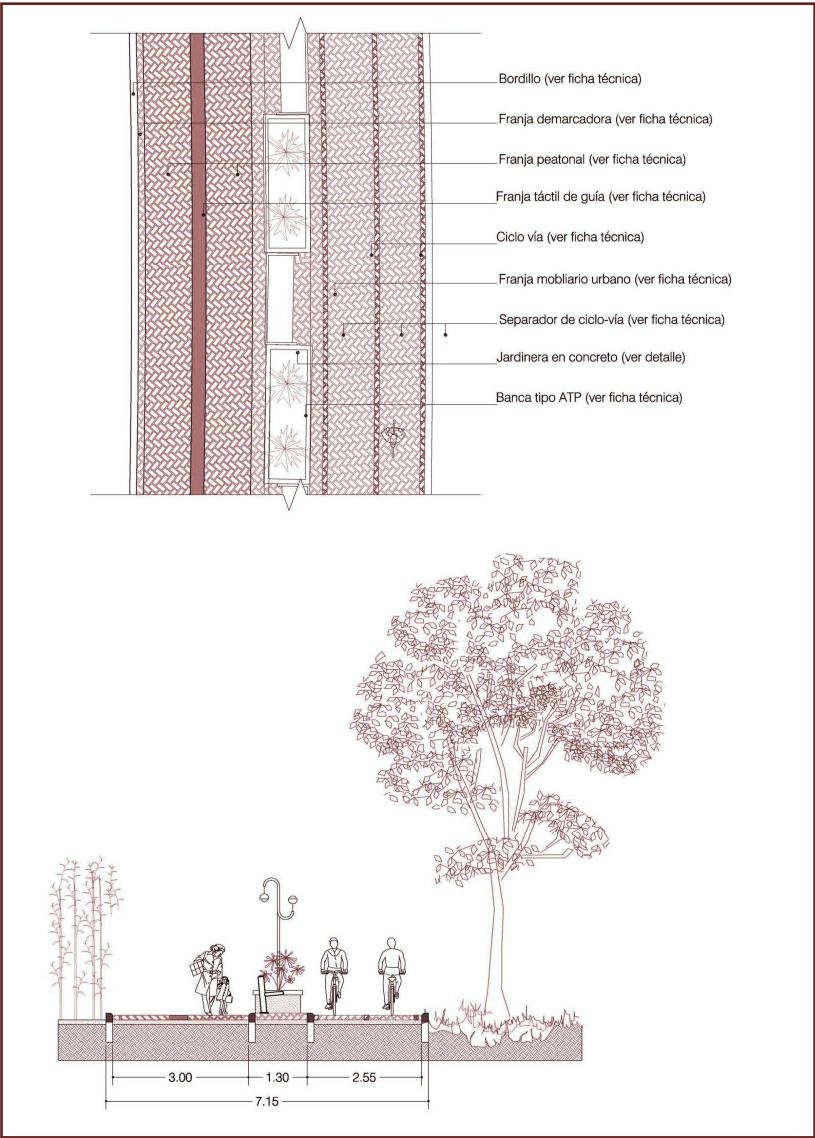 Bordillo (ver ficha técnica)
Franja demarcadora (ver ficha técnica)
Franja peatonal (ver ficha técnica)
Franja táctil de guía (ver ficha técnica)
Ciclo vía (ver ficha técnica)
Franja mobliario urbano (ver ficha técnica)
Separador de ciclo-vía (ver ficha técnica)
Jardinera en concreto (ver detalle)
Banca tipo ATP (ver ficha técnica)
3.00 1.30 2.55
7.15